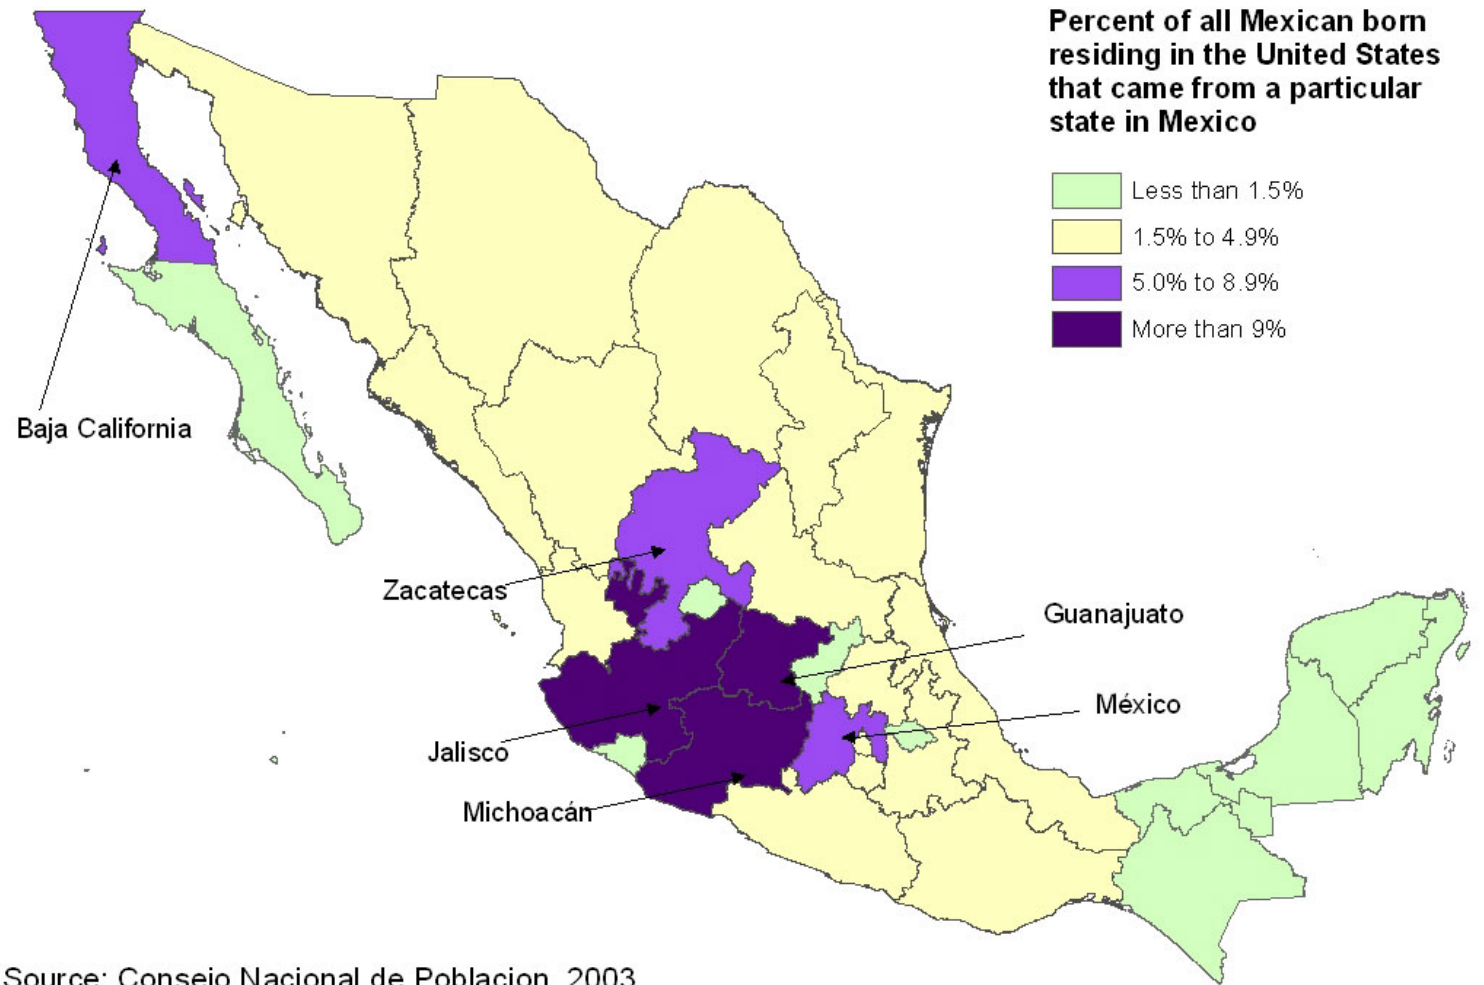 Percent of all Mexican born
residing in the United States
that came from a particular
state in Mexico
Less than 1.5%
1.5% to 4.9%
5.0% to 8.9%
More than 9%
Baja California
Zacatecas
Guanajuato
México
Jalisco
Michoacán
Source: Consejo Nacional de Poblacion, 2003